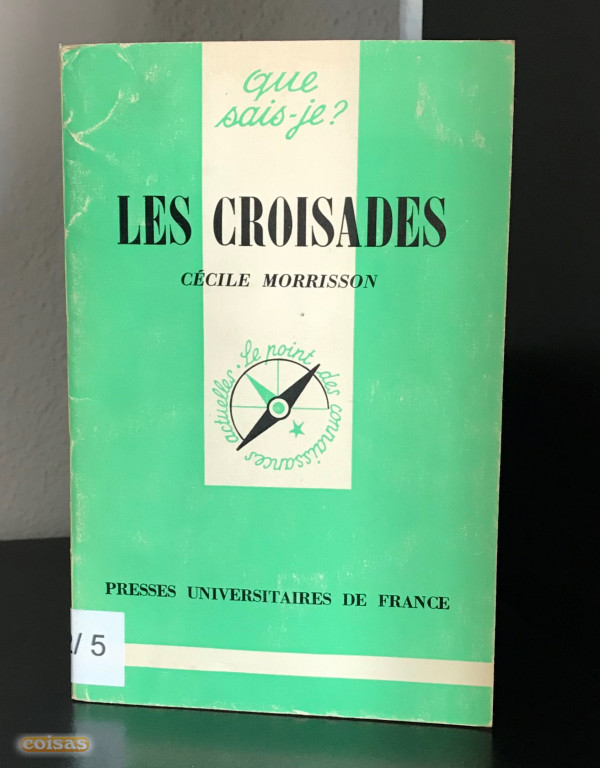 que
sais-je?
LES CROISADES
CÉCILE MORRISSON
Le point des connaissances actuelles.
PRESSES UNIVERSITAIRES DE FRANCE
/ 5
coisas